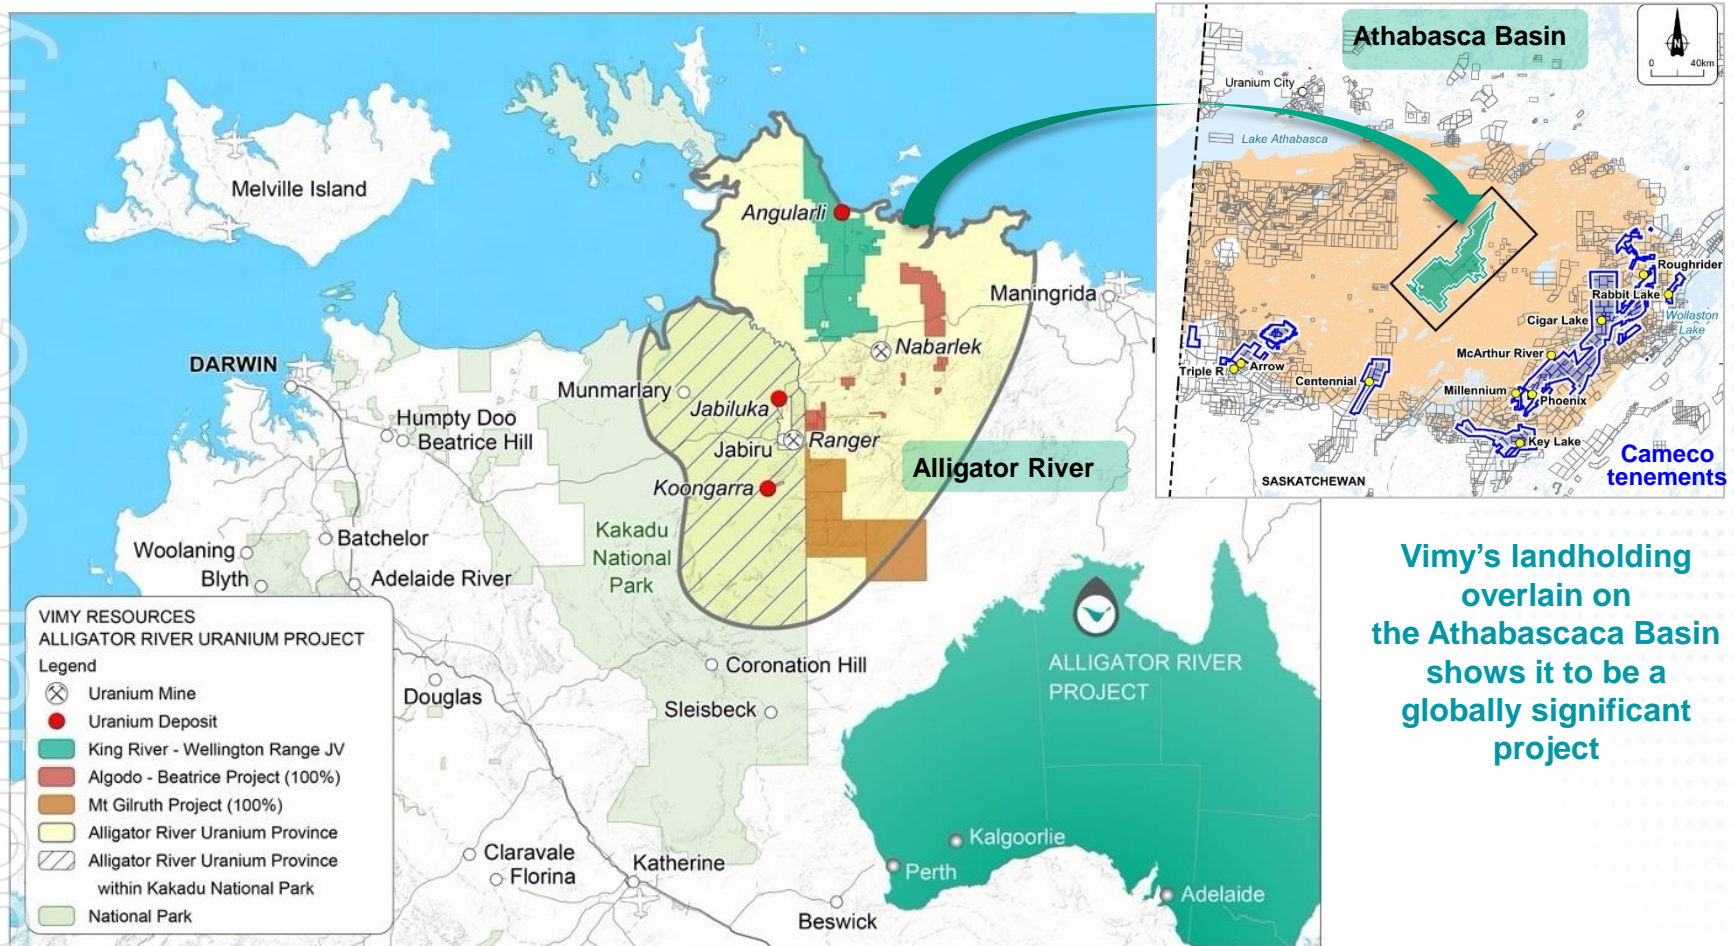 Athabasca Basin
N
0 40km
Uranium City
Lake Athabasca
Roughrider
Rabbit Lake
Wollaston
Lake
Cigar Lake
McArthur River
Triple R
Arrow
Centennial
Millennium
Phoenix
Key Lake
Cameco
tenements
SASKATCHEWAN
Melville Island
Angularli
Maningrida
Nabarlek
DARWIN
Munmarlary
Jabiluka
Humpty Doo
Beatrice Hill
Jabiru
Ranger
Alligator River
Koongarra
Kakadu
National
Park
Woolaning
Batchelor
Blyth
Adelaide River
Coronation Hill
Douglas
Sleisbeck
Claravale
Florina
Katherine
Beswick
VIMY RESOURCES
ALLIGATOR RIVER URANIUM PROJECT
Legend
Uranium Mine
Uranium Deposit
King River - Wellington Range JV
Algodo - Beatrice Project (100%)
Mt Gilruth Project (100%)
Alligator River Uranium Province
Alligator River Uranium Province
within Kakadu National Park
National Park
ALLIGATOR RIVER
PROJECT
Kalgoorlie
Perth
Adelaide
Vimy’s landholding
overlain on
the Athabascaca Basin
shows it to be a
globally significant
project